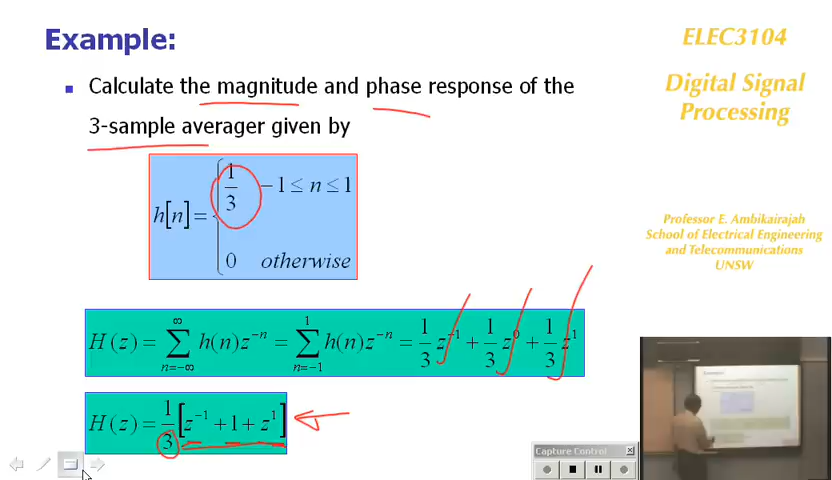 Example:
ELEC3104
Digital Signal
Processing
▪ Calculate the magnitude and phase response of the
3-sample averager given by
h[n] = { 1/3 −1 ≤ n ≤ 1
0 otherwise
Professor E. Ambikairajah
School of Electrical Engineering
and Telecommunications
UNSW
H(z) = ∑_{n=−∞}^{∞} h(n)z^{−n} = ∑_{n=−1}^{1} h(n)z^{−n} = 1/3 z^{−1} + 1/3 z^{0} + 1/3 z^{1}
H(z) = 1/3 [z^{−1} + 1 + z^{1}]
Capture Control